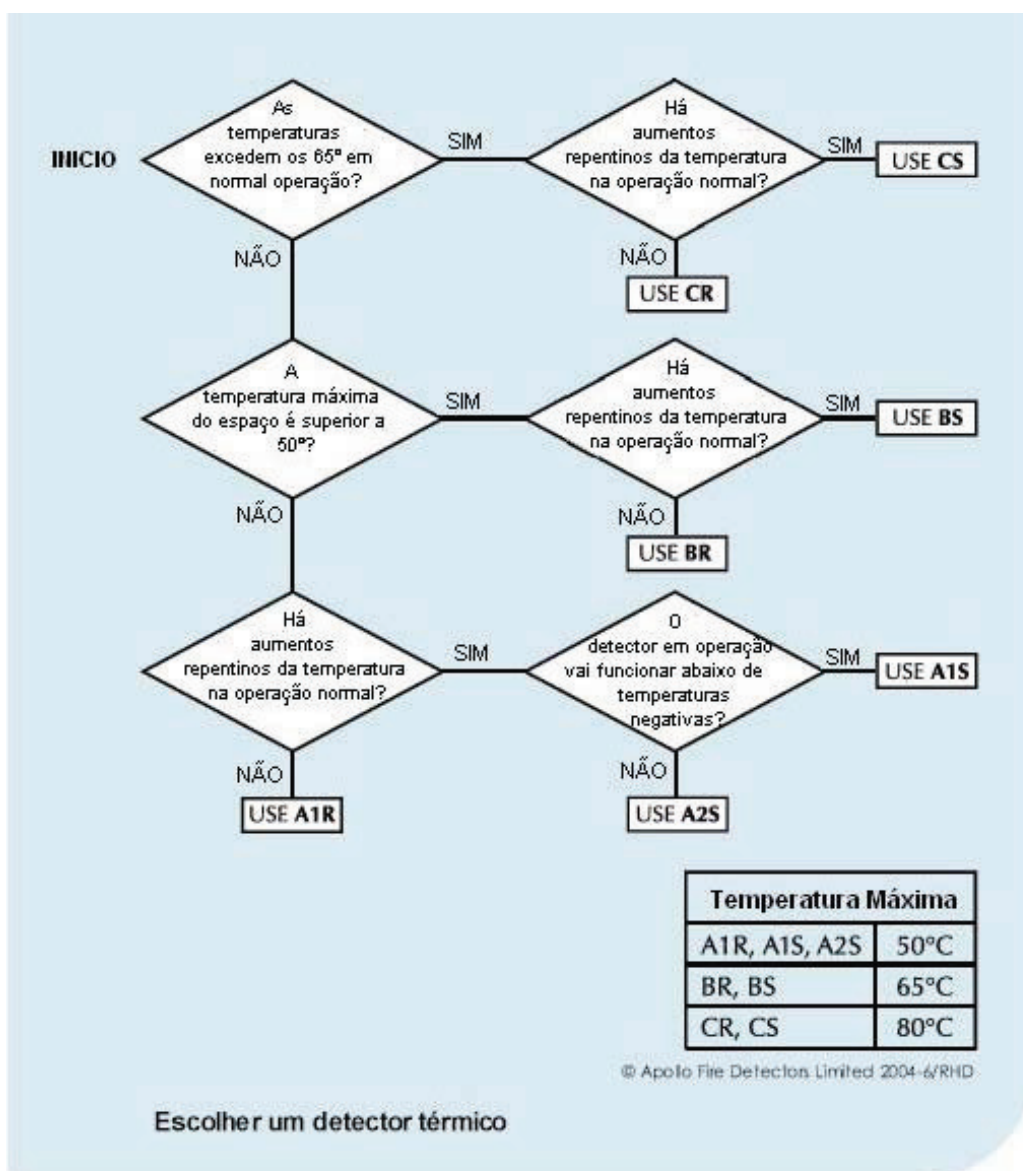 As
temperaturas
excedem os 65º em
normal operação?
INICIO
SIM
Há
aumentos
repentinos da temperatura
na operação normal?
SIM
USE CS
NÃO
NÃO
USE CR
A
temperatura máxima
do espaço é superior a
50º?
SIM
Há
aumentos
repentinos da temperatura
na operação normal?
SIM
USE BS
NÃO
NÃO
USE BR
Há
aumentos
repentinos da temperatura
na operação normal?
SIM
O
detector em operação
vai funcionar abaixo de
temperaturas
negativas?
SIM
USE A1S
NÃO
USE A1R
NÃO
USE A2S
Temperatura Máxima
A1R, A1S, A2S 50°C
BR, BS 65°C
CR, CS 80°C
© Apollo Fire Detectors Limited 2004-6/RHD
Escolher um detector térmico